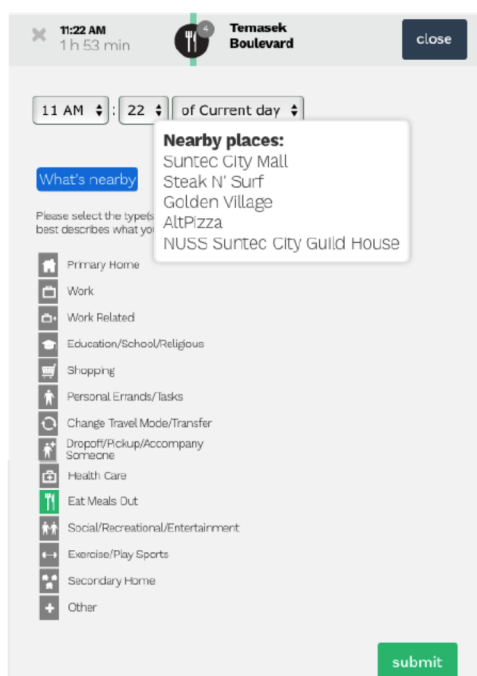 11:22 AM
1 h 53 min
4
Temasek
Boulevard
close
11 AM : 22 of Current day
Nearby places:
Suntec City Mall
Steak N' Surf
Golden Village
AltPizza
NUSS Suntec City Guild House
What's nearby
Please select the type(s
best describes what yo
Primary Home
Work
Work Related
Education/School/Religious
Shopping
Personal Errands/Tasks
Change Travel Mode/Transfer
Dropoff/Pickup/Accompany
Someone
Health Care
Eat Meals Out
Social/Recreational/Entertainment
Exercise/Play Sports
Secondary Home
Other
submit